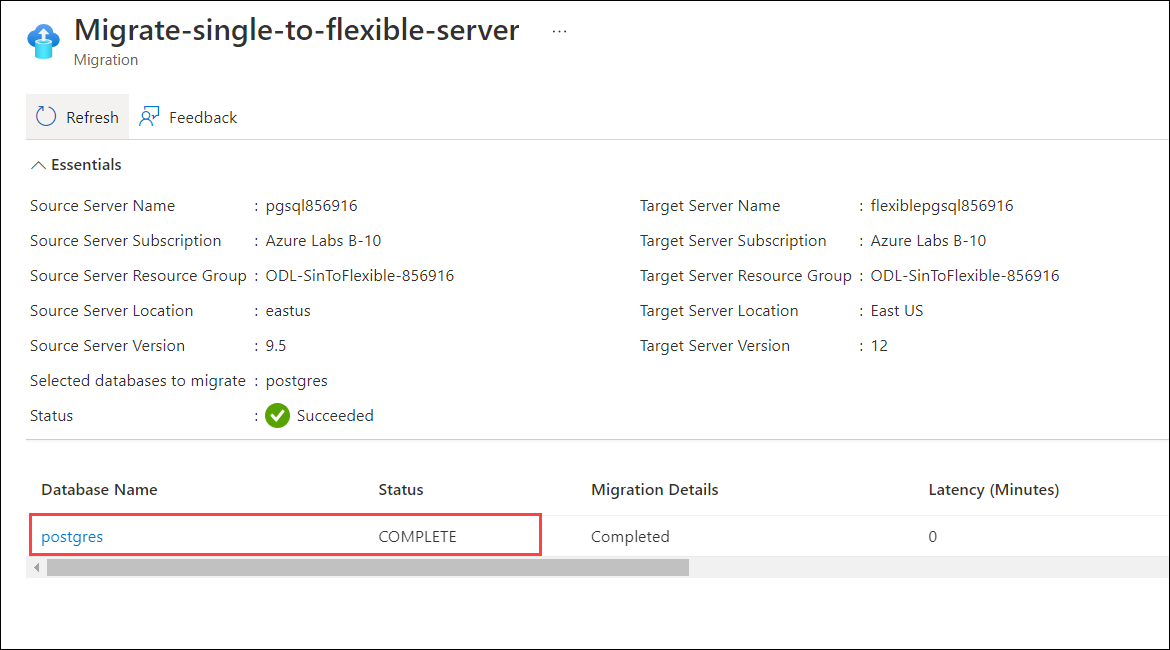 Migrate-single-to-flexible-server ...
Migration
Refresh Feedback
Essentials
Source Server Name : pgsql856916 Target Server Name : flexiblepgsql856916
Source Server Subscription : Azure Labs B-10 Target Server Subscription : Azure Labs B-10
Source Server Resource Group : ODL-SinToFlexible-856916 Target Server Resource Group : ODL-SinToFlexible-856916
Source Server Location : eastus Target Server Location : East US
Source Server Version : 9.5 Target Server Version : 12
Selected databases to migrate : postgres
Status : Succeeded
Database Name Status Migration Details Latency (Minutes)
postgres COMPLETE Completed 0